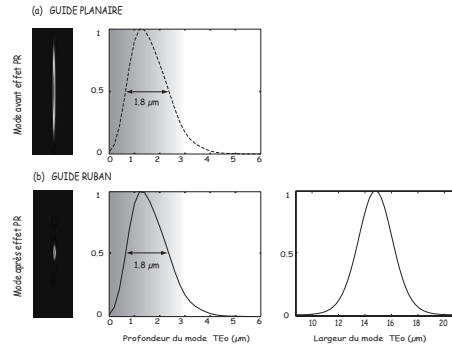 (a) GUIDE PLANAIRE
Mode avant effet PR
1
0.5
0
1.8 µm
0 1 2 3 4 5 6
(b) GUIDE RUBAN
Mode après effet PR
1
0.5
0
1.8 µm
0 1 2 3 4 5 6
Profondeur du mode TEo (µm)
1
0.5
0
10 12 14 16 18 20
Largeur du mode TEo (µm)